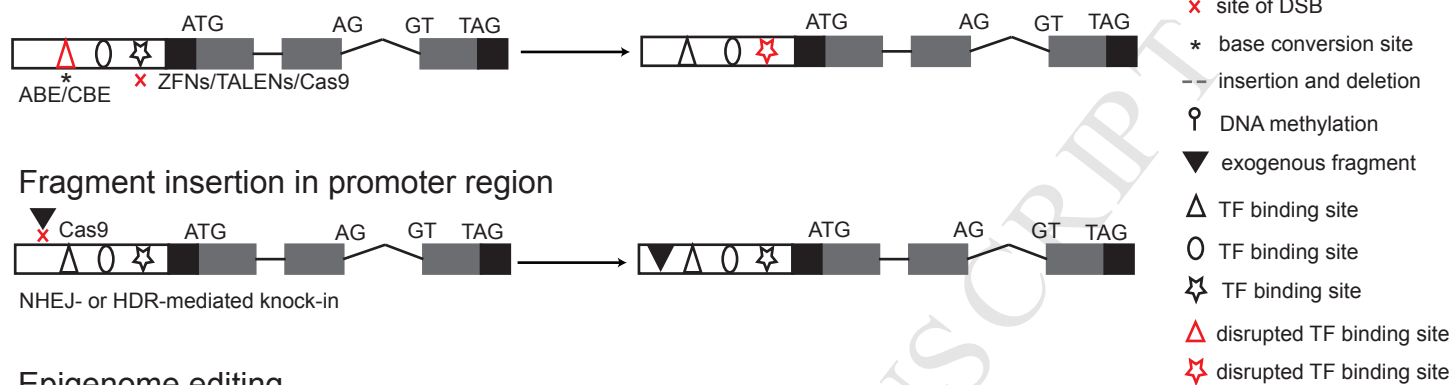 ATG AG GT TAG
ATG AG GT TAG
ABE/CBE * × ZFNs/TALENs/Cas9
Fragment insertion in promoter region
Cas9 ATG AG GT TAG
ATG AG GT TAG
NHEJ- or HDR-mediated knock-in
Epigenome editing
× site of DSB
* base conversion site
-- insertion and deletion
DNA methylation
exogenous fragment
TF binding site
TF binding site
TF binding site
disrupted TF binding site
disrupted TF binding site